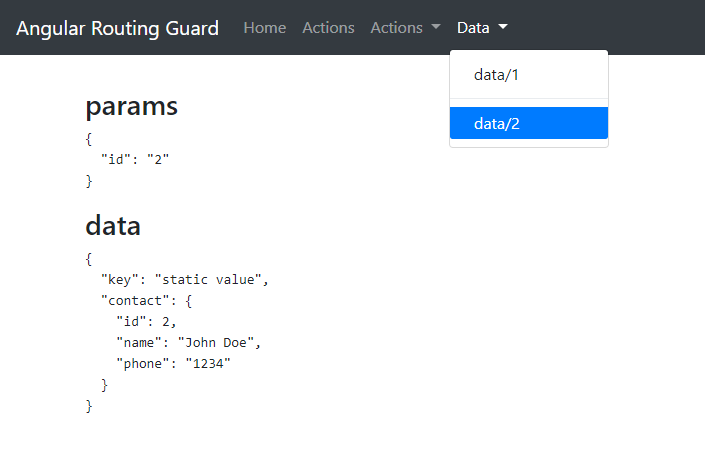 Angular Routing Guard Home Actions Actions Data
data/1
data/2
params
{
  "id": "2"
}
data
{
  "key": "static value",
  "contact": {
    "id": 2,
    "name": "John Doe",
    "phone": "1234"
  }
}